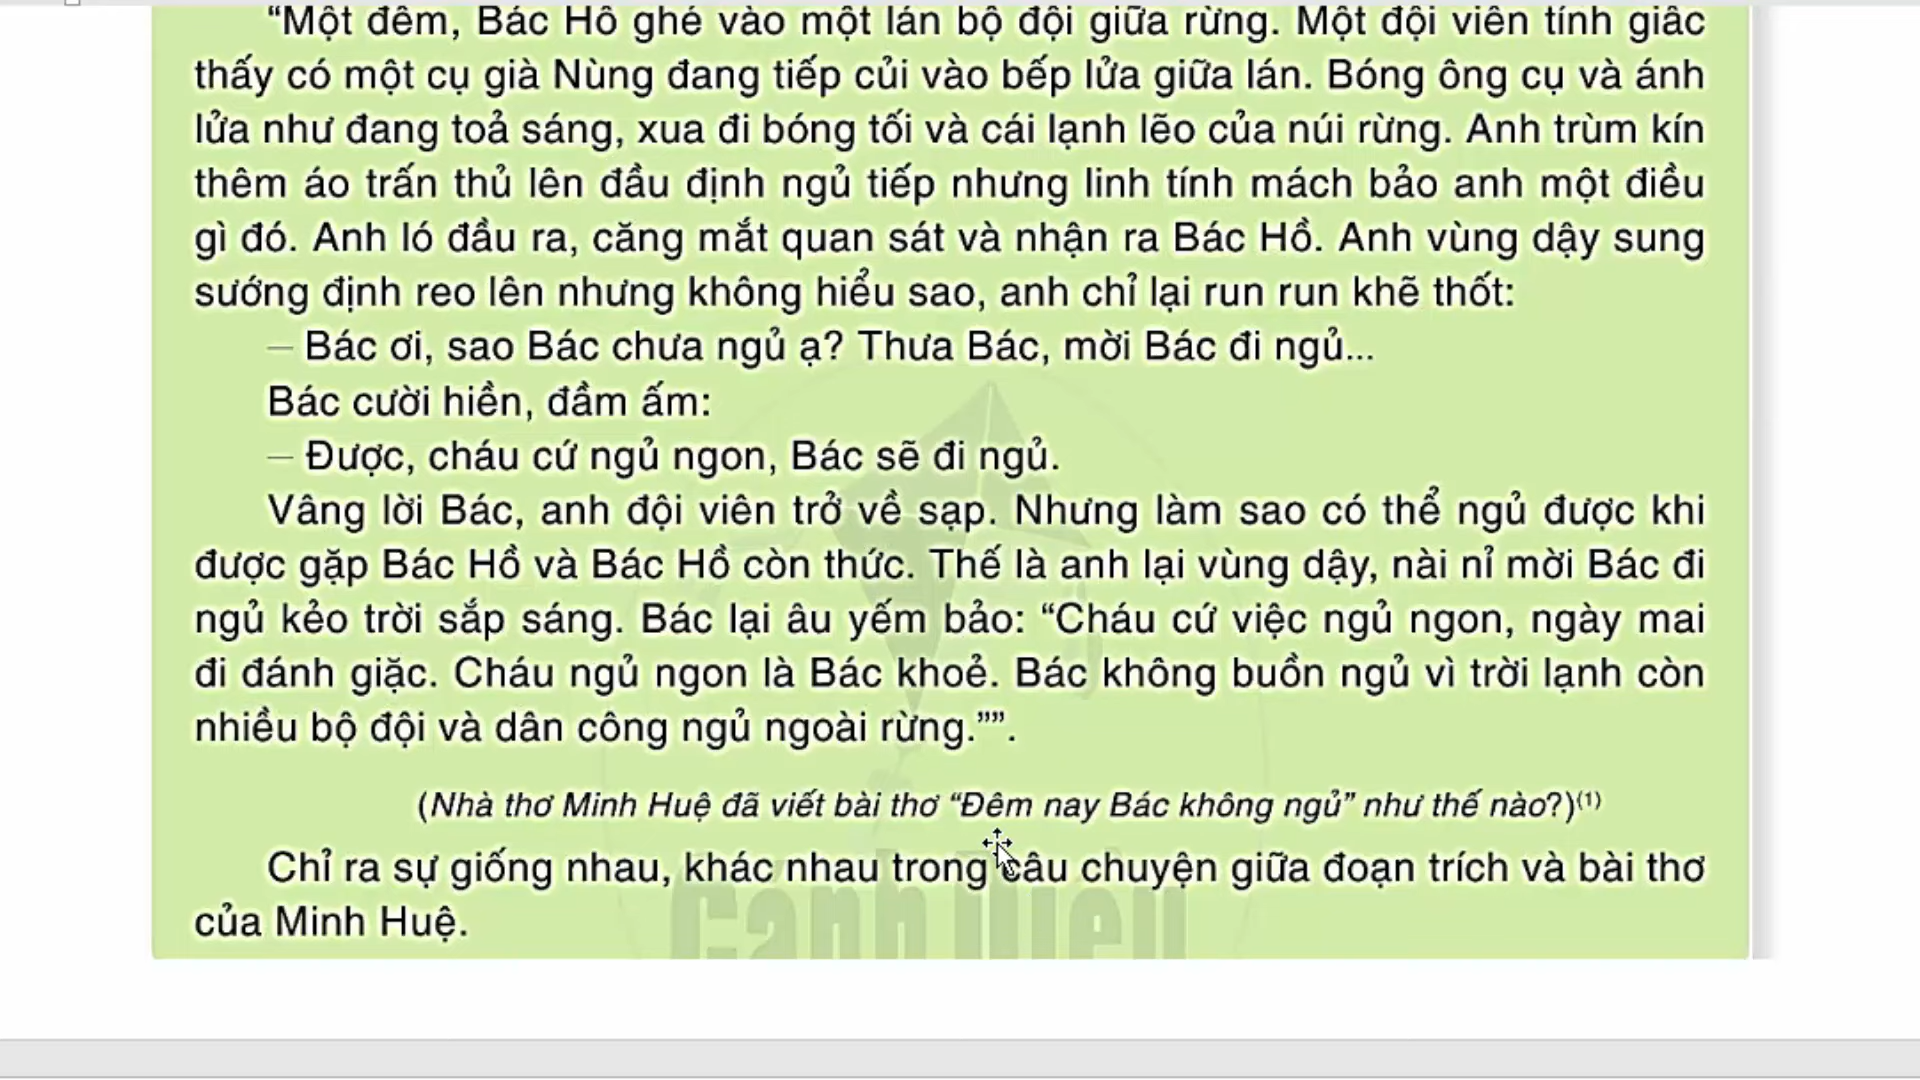 “Một đêm, Bác Hồ ghé vào một lán bộ đội giữa rừng. Một đội viên tỉnh giấc
thấy có một cụ già Nùng đang tiếp củi vào bếp lửa giữa lán. Bóng ông cụ và ánh
lửa như đang toả sáng, xua đi bóng tối và cái lạnh lẽo của núi rừng. Anh trùm kín
thêm áo trấn thủ lên đầu định ngủ tiếp nhưng linh tính mách bảo anh một điều
gì đó. Anh ló đầu ra, căng mắt quan sát và nhận ra Bác Hồ. Anh vùng dậy sung
sướng định reo lên nhưng không hiểu sao, anh chỉ lại run run khẽ thốt:
– Bác ơi, sao Bác chưa ngủ ạ? Thưa Bác, mời Bác đi ngủ...
Bác cười hiền, đầm ấm:
– Được, cháu cứ ngủ ngon, Bác sẽ đi ngủ.
Vâng lời Bác, anh đội viên trở về sạp. Nhưng làm sao có thể ngủ được khi
được gặp Bác Hồ và Bác Hồ còn thức. Thế là anh lại vùng dậy, nài nỉ mời Bác đi
ngủ kẻo trời sắp sáng. Bác lại âu yếm bảo: “Cháu cứ việc ngủ ngon, ngày mai
đi đánh giặc. Cháu ngủ ngon là Bác khoẻ. Bác không buồn ngủ vì trời lạnh còn
nhiều bộ đội và dân công ngủ ngoài rừng.””.
(Nhà thơ Minh Huệ đã viết bài thơ “Đêm nay Bác không ngủ” như thế nào?)⁽¹⁾
Chỉ ra sự giống nhau, khác nhau trong câu chuyện giữa đoạn trích và bài thơ
của Minh Huệ.
Cánh Diều